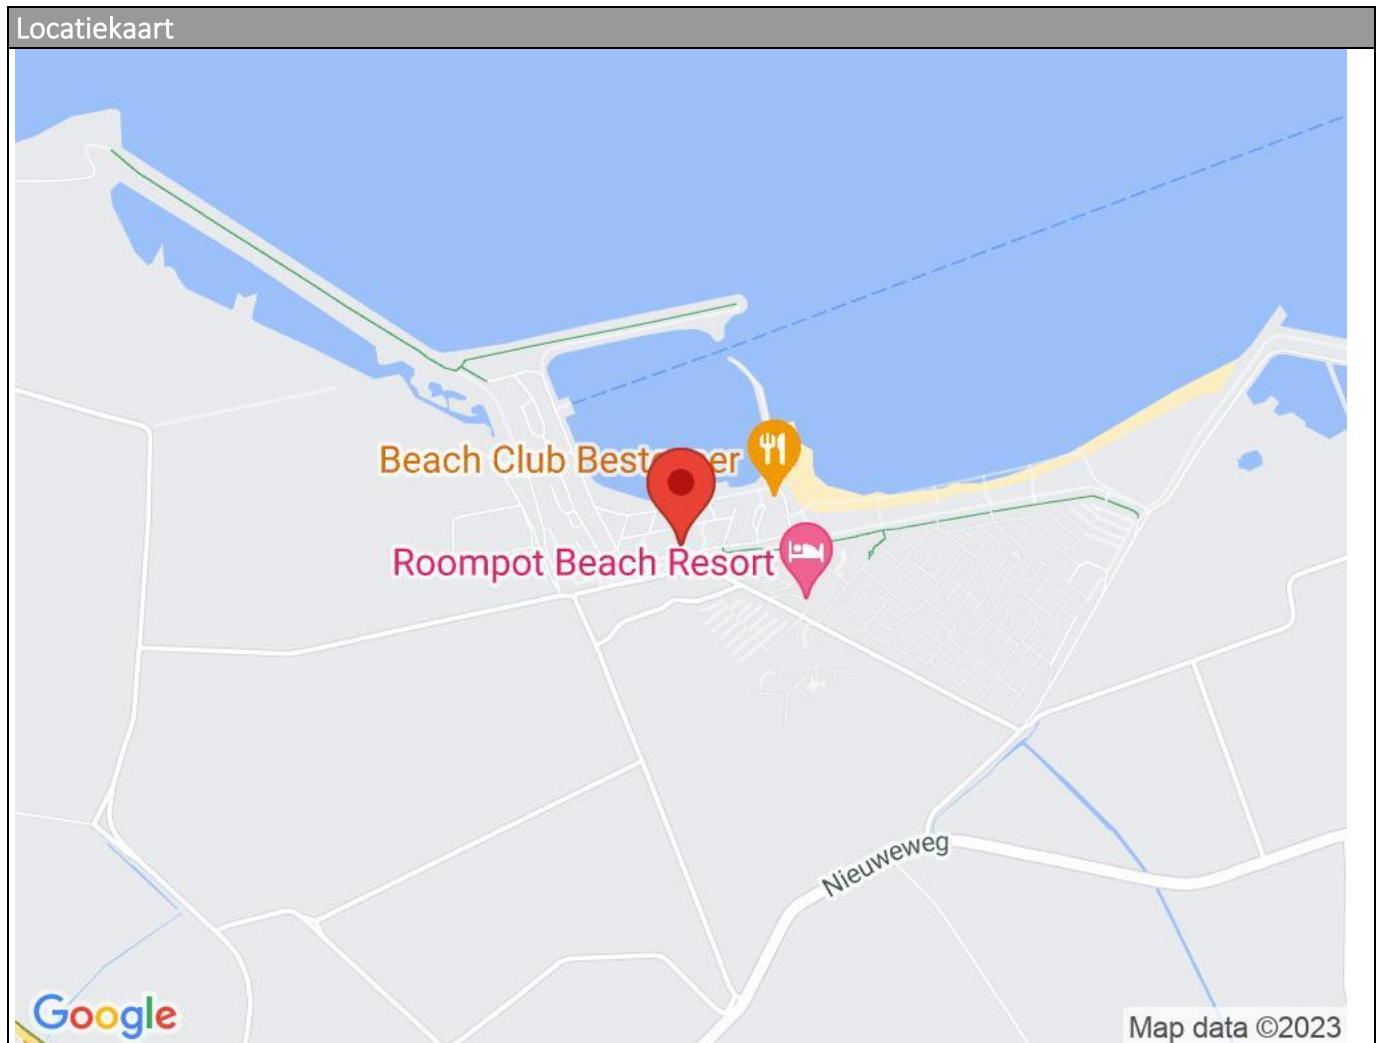 Locatiekaart
Beach Club Best er
Roompot Beach Resort
Nieuweweg
Google
Map data ©2023